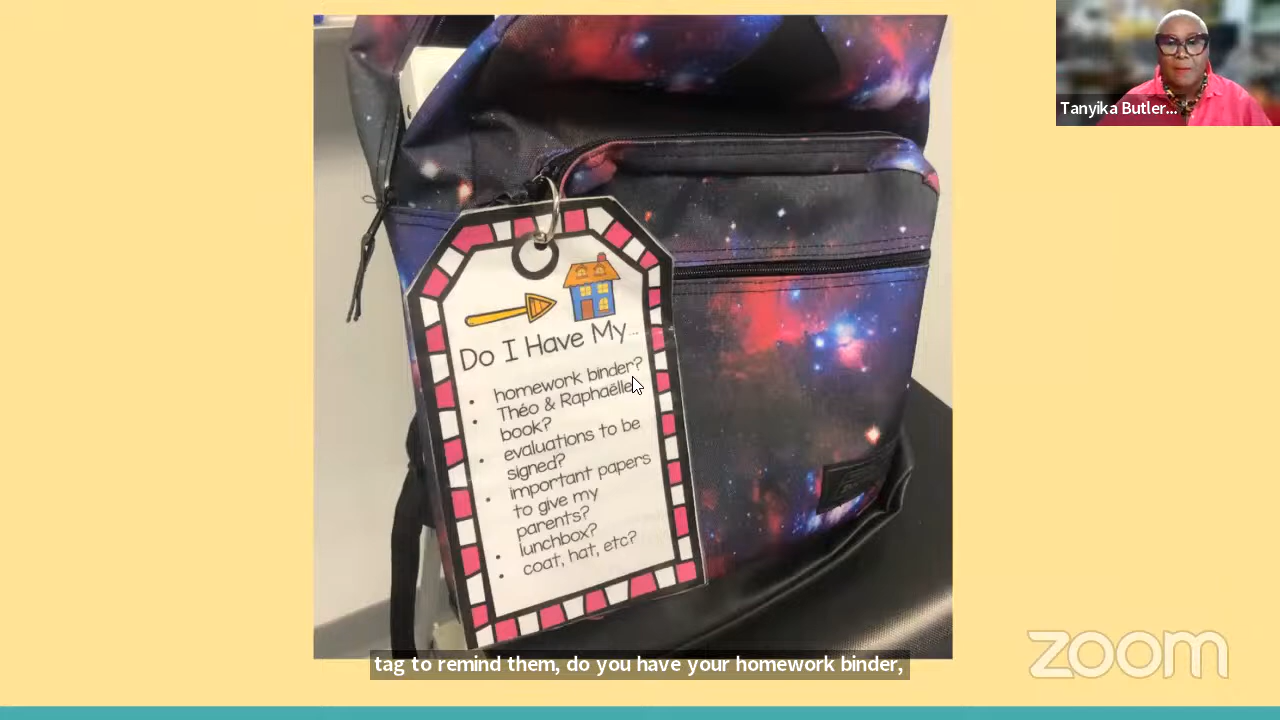 Tanyika Butler...
Do I Have My...
• homework binder?
• Théo & Raphaëlle
book?
• evaluations to be
signed?
• important papers
to give my
parents?
• lunchbox?
• coat, hat, etc?
tag to remind them, do you have your homework binder,
zoom